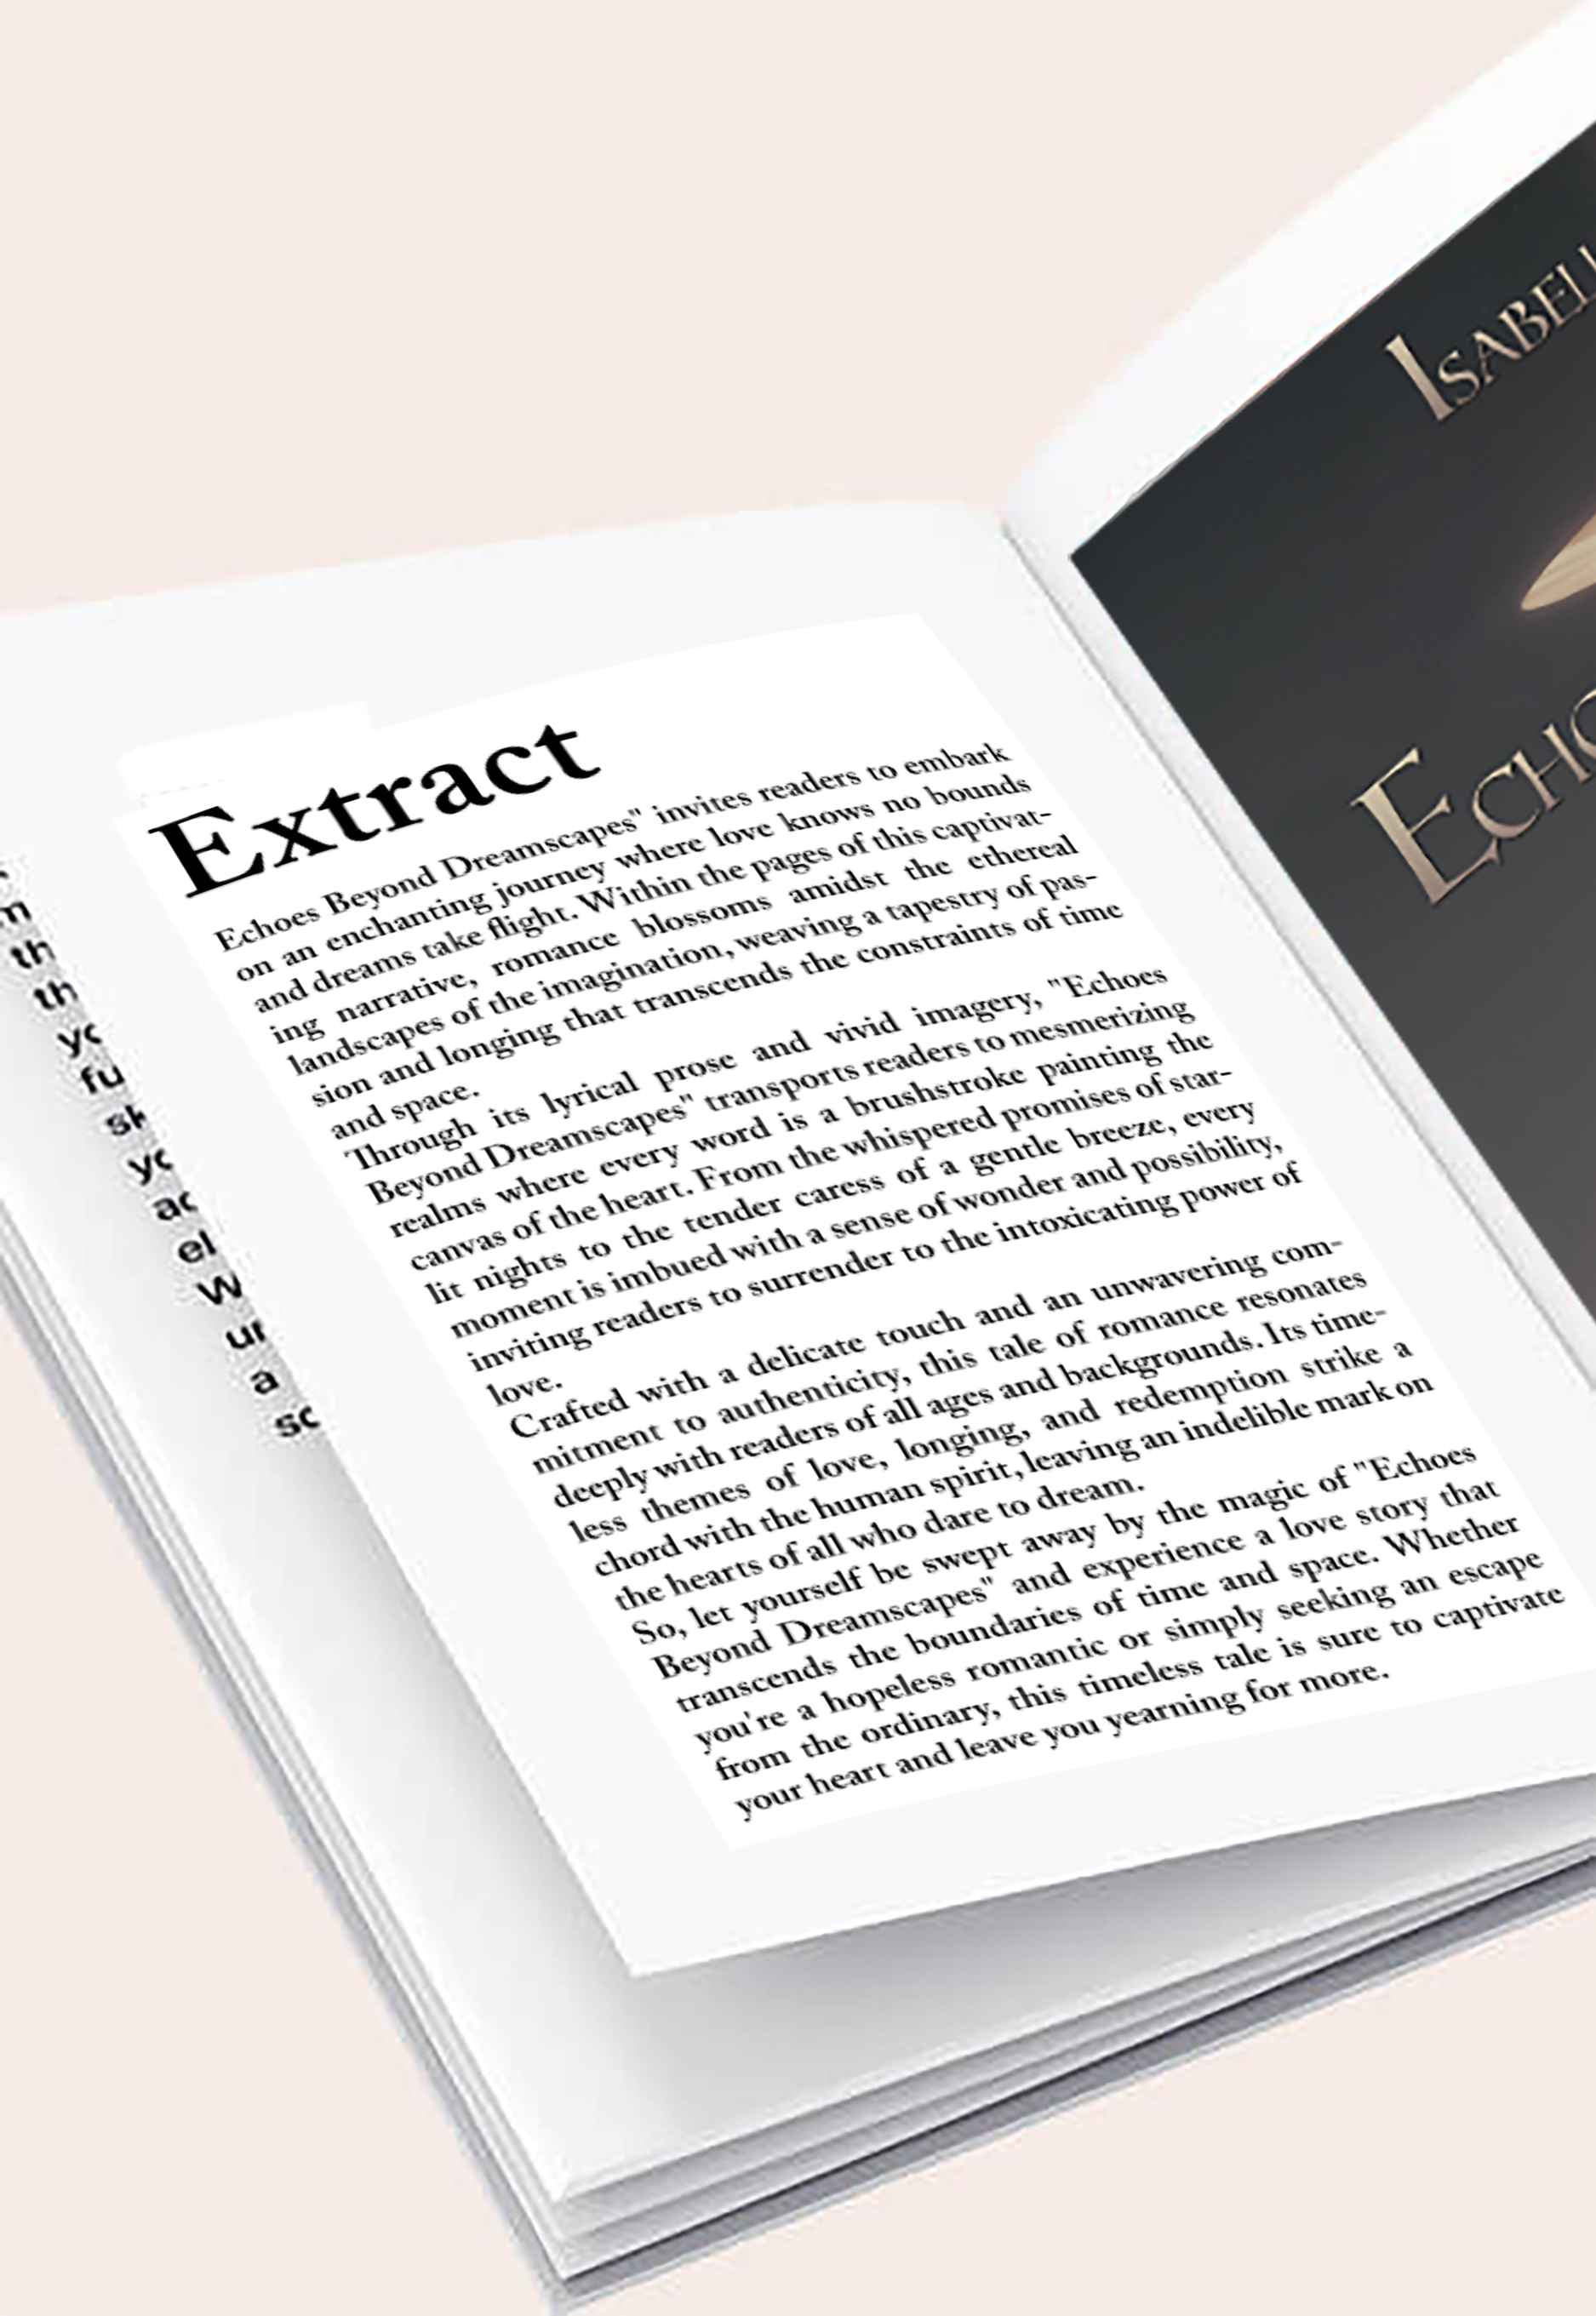 m
th
th
yc
fu
sk
yc
ac
el
W
ur
a
sc
Extract
Echoes Beyond Dreamscapes" invites readers to embark
on an enchanting journey where love knows no bounds
and dreams take flight. Within the pages of this captivat-
ing narrative, romance blossoms amidst the ethereal
landscapes of the imagination, weaving a tapestry of pas-
sion and longing that transcends the constraints of time
and space.
Through its lyrical prose and vivid imagery, "Echoes
Beyond Dreamscapes" transports readers to mesmerizing
realms where every word is a brushstroke painting the
canvas of the heart. From the whispered promises of star-
lit nights to the tender caress of a gentle breeze, every
moment is imbued with a sense of wonder and possibility,
inviting readers to surrender to the intoxicating power of
love.
Crafted with a delicate touch and an unwavering com-
mitment to authenticity, this tale of romance resonates
deeply with readers of all ages and backgrounds. Its time-
less themes of love, longing, and redemption strike a
chord with the human spirit, leaving an indelible mark on
the hearts of all who dare to dream.
So, let yourself be swept away by the magic of "Echoes
Beyond Dreamscapes" and experience a love story that
transcends the boundaries of time and space. Whether
you're a hopeless romantic or simply seeking an escape
from the ordinary, this timeless tale is sure to captivate
your heart and leave you yearning for more.
ISABELL
ECHO